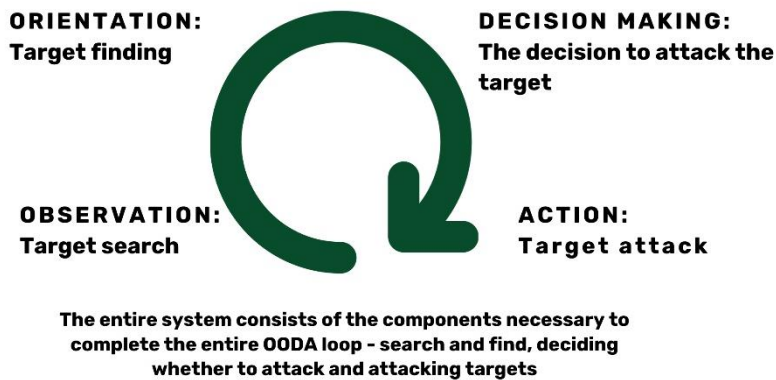 ORIENTATION:
Target finding
DECISION MAKING:
The decision to attack the
target
OBSERVATION:
Target search
ACTION:
Target attack
The entire system consists of the components necessary to
complete the entire OODA loop - search and find, deciding
whether to attack and attacking targets